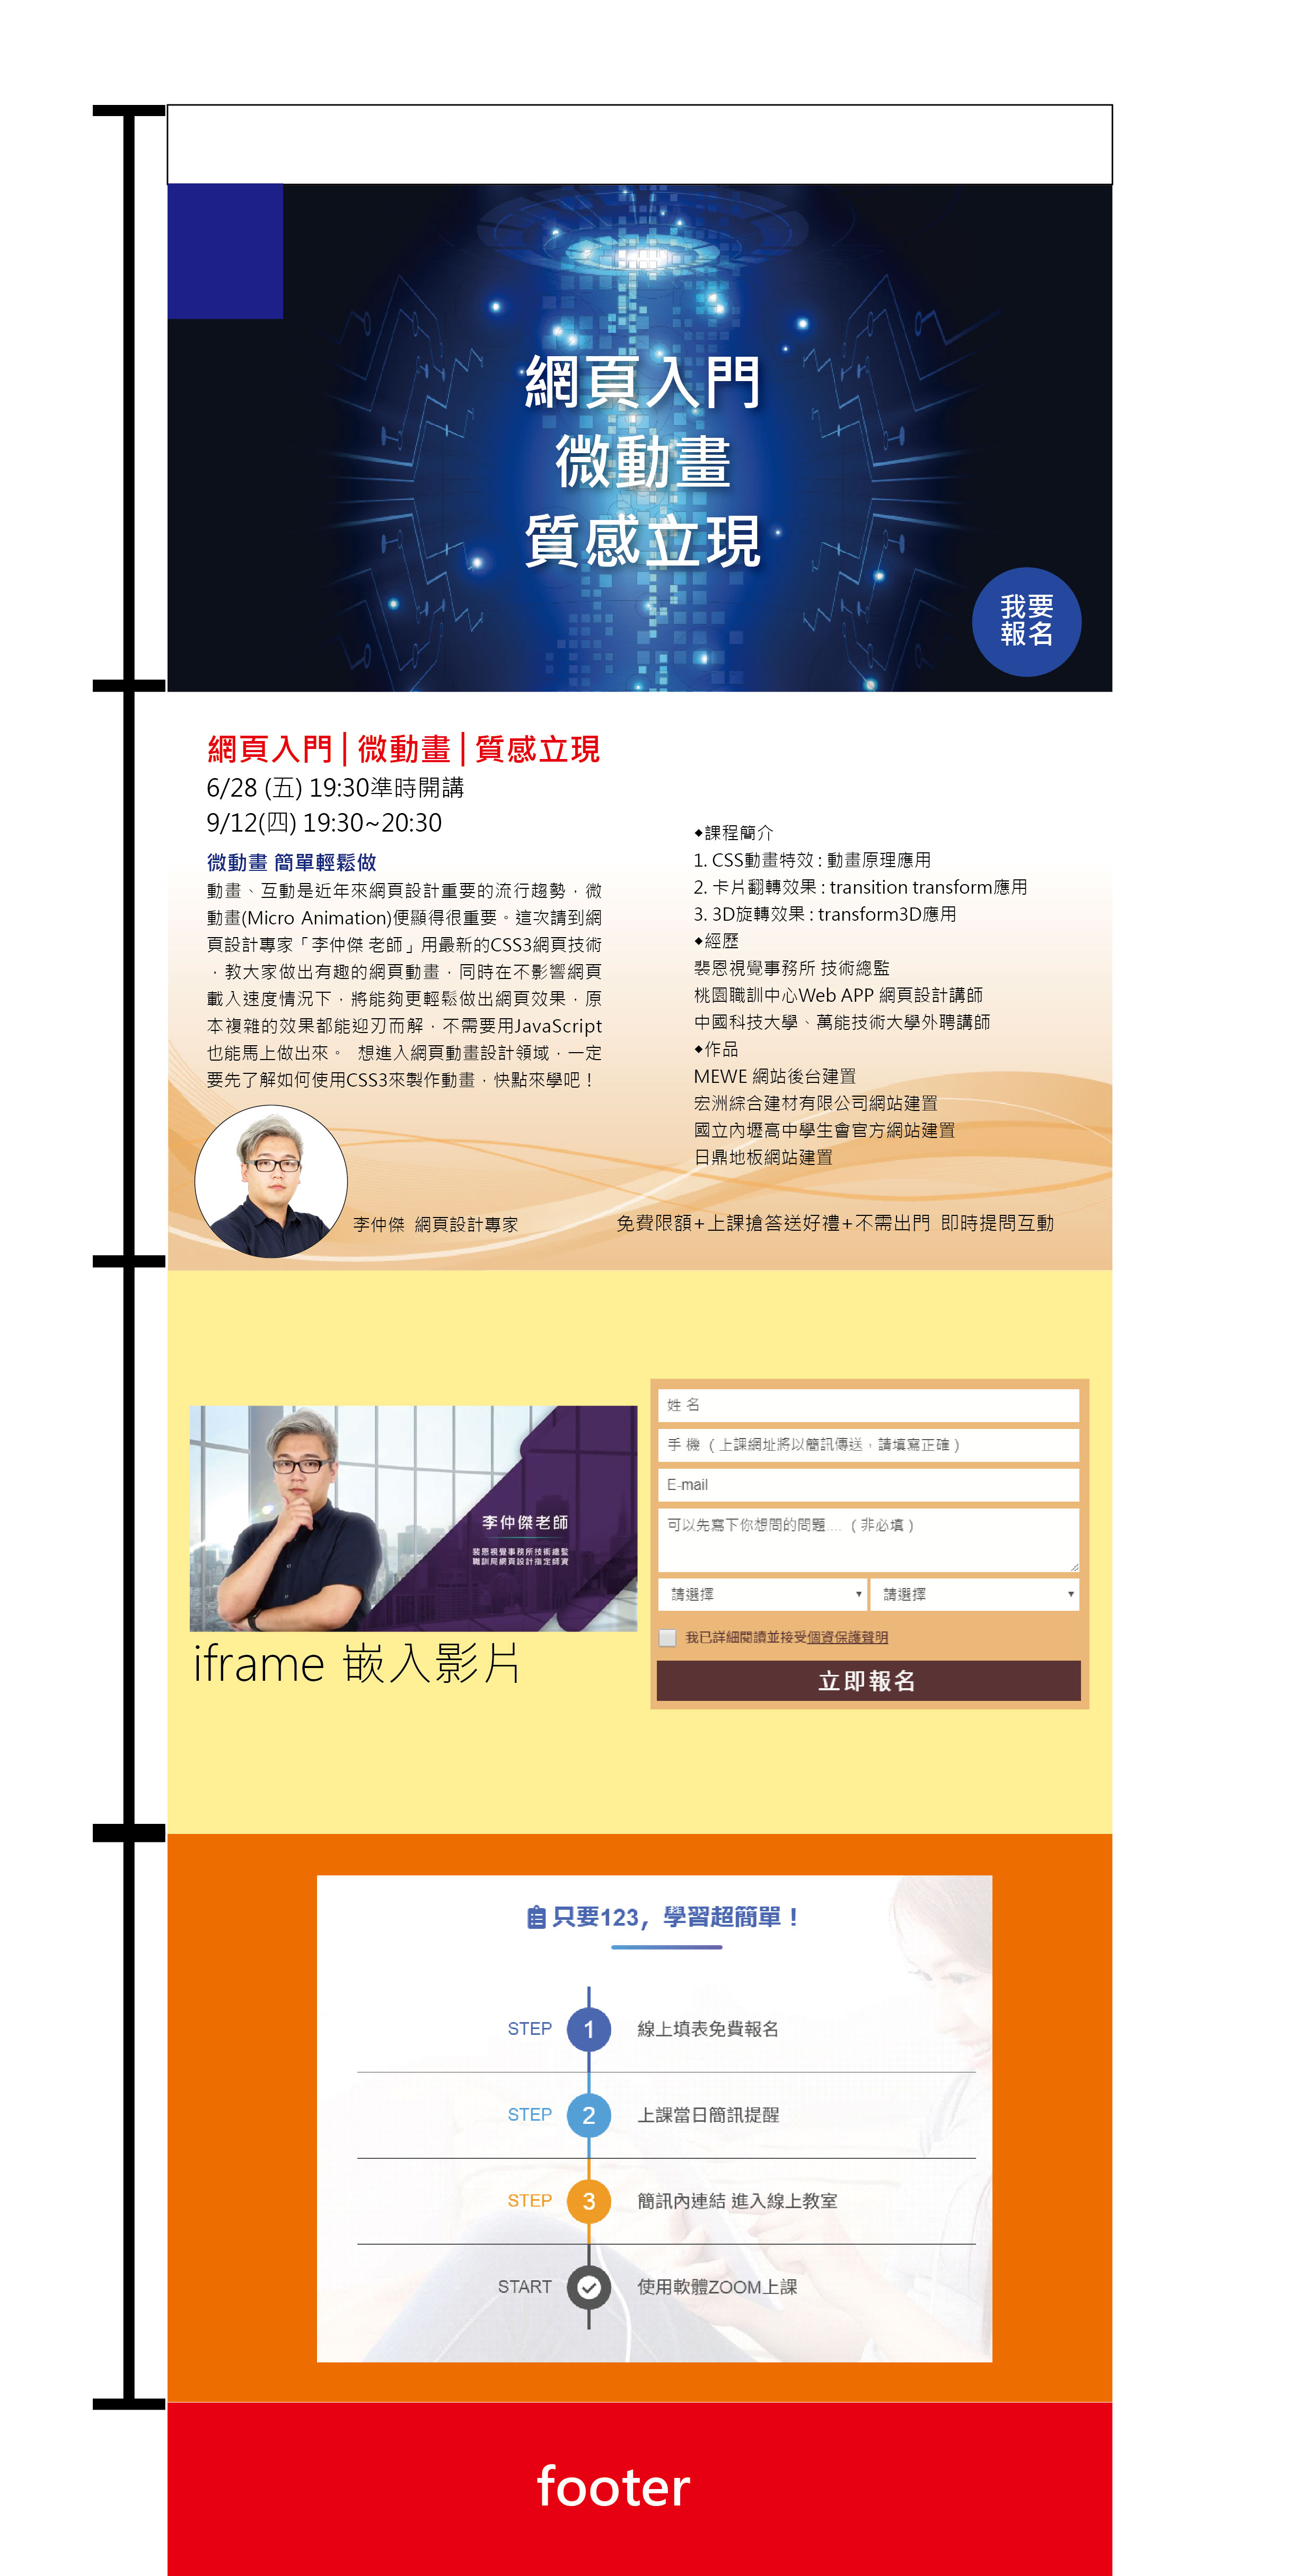 網頁入門
微動畫
質感立現
我要
報名
網頁入門|微動畫|質感立現
6/28 (五) 19:30準時開講
9/12(四) 19:30~20:30
微動畫 簡單輕鬆做
動畫、互動是近年來網頁設計重要的流行趨勢，微
動畫(Micro Animation)便顯得很重要。這次請到網
頁設計專家「李仲傑 老師」用最新的CSS3網頁技術
，教大家做出有趣的網頁動畫，同時在不影響網頁
載入速度情況下，將能夠更輕鬆做出網頁效果，原
本複雜的效果都能迎刃而解，不需要用JavaScript
也能馬上做出來。 想進入網頁動畫設計領域，一定
要先了解如何使用CSS3來製作動畫，快點來學吧！
李仲傑 網頁設計專家
◆課程簡介
1. CSS動畫特效 : 動畫原理應用
2. 卡片翻轉效果 : transition transform應用
3. 3D旋轉效果 : transform3D應用
◆經歷
裴恩視覺事務所 技術總監
桃園職訓中心Web APP 網頁設計講師
中國科技大學、萬能技術大學外聘講師
◆作品
MEWE 網站後台建置
宏洲綜合建材有限公司網站建置
國立內壢高中學生會官方網站建置
日鼎地板網站建置
免費限額+上課搶答送好禮+不需出門 即時提問互動
李仲傑老師
裴恩視覺事務所技術總監
職訓局網頁設計指定師資
iframe 嵌入影片
姓 名
手 機 （上課網址將以簡訊傳送，請填寫正確）
E-mail
可以先寫下你想問的問題.... （非必填）
請選擇 請選擇
我已詳細閱讀並接受個資保護聲明
立即報名
只要123，學習超簡單！
STEP 1 線上填表免費報名
STEP 2 上課當日簡訊提醒
STEP 3 簡訊內連結 進入線上教室
START 使用軟體ZOOM上課
footer